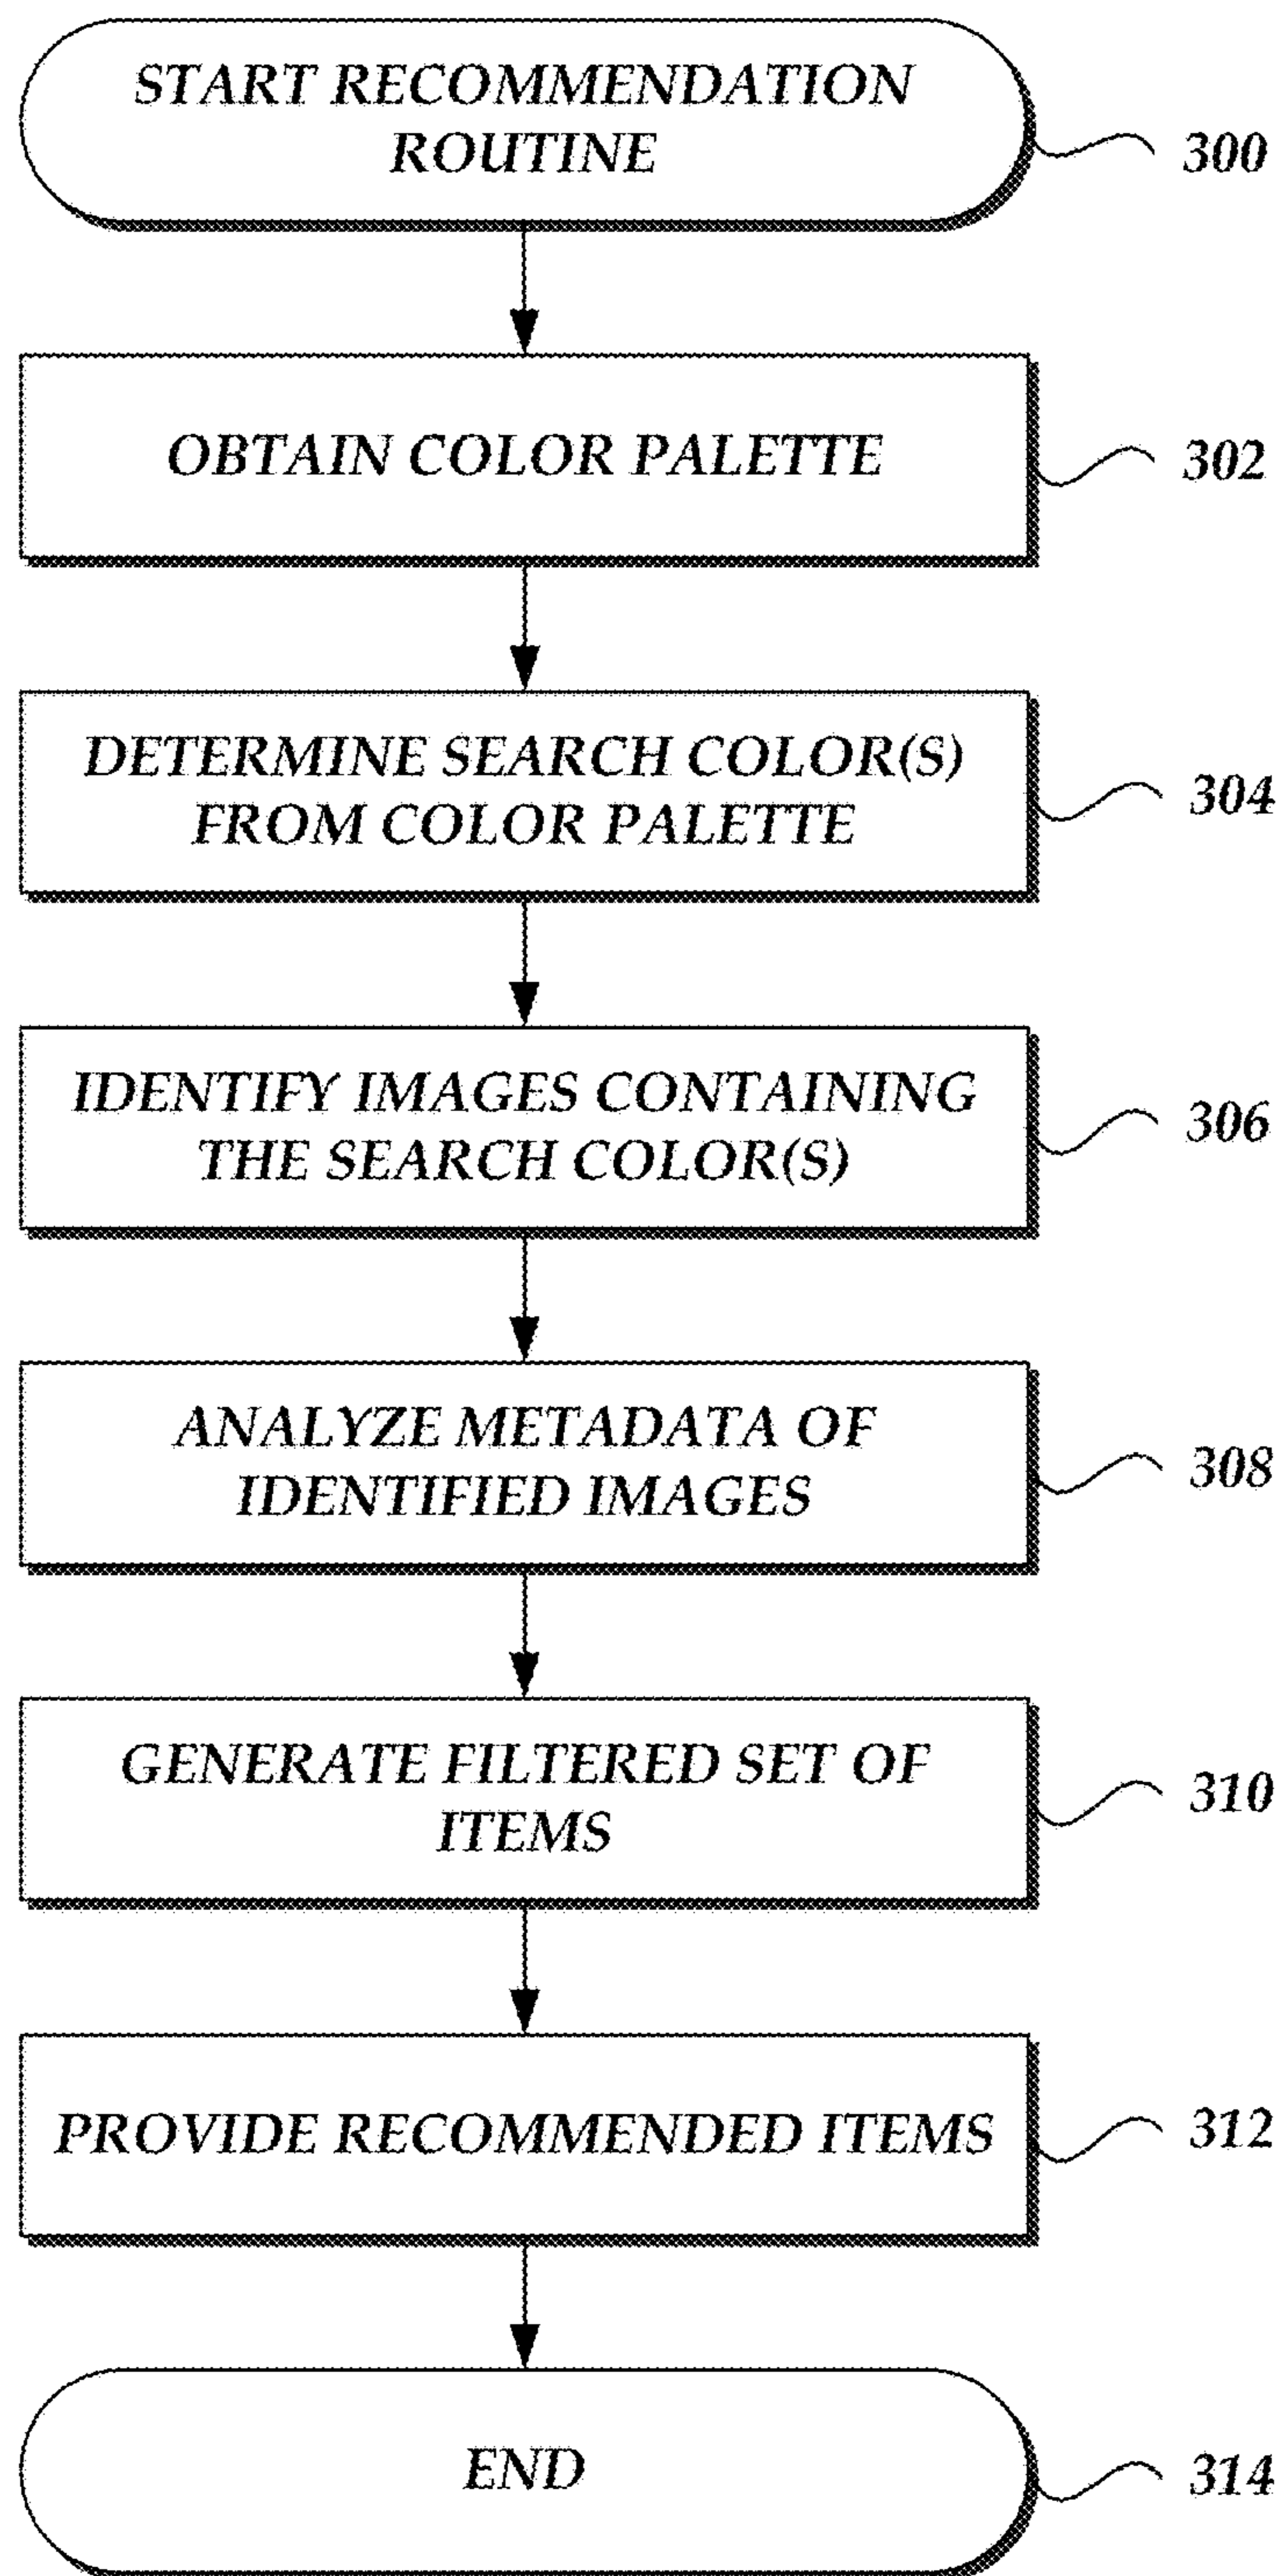 START RECOMMENDATION
ROUTINE
300
OBTAIN COLOR PALETTE
302
DETERMINE SEARCH COLOR(S)
FROM COLOR PALETTE
304
IDENTIFY IMAGES CONTAINING
THE SEARCH COLOR(S)
306
ANALYZE METADATA OF
IDENTIFIED IMAGES
308
GENERATE FILTERED SET OF
ITEMS
310
PROVIDE RECOMMENDED ITEMS
312
END
314